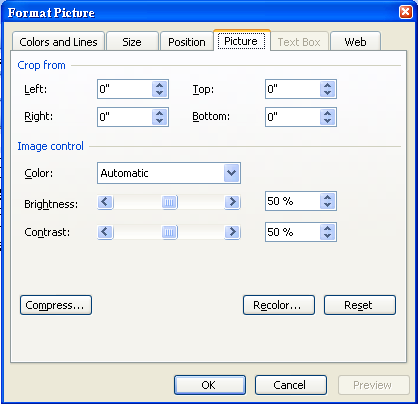 Format Picture
Colors and Lines Size Position Picture Text Box Web
Crop from
Left: 0" Top: 0"
Right: 0" Bottom: 0"
Image control
Color: Automatic
Brightness: 50 %
Contrast: 50 %
Compress... Recolor... Reset
OK Cancel Preview